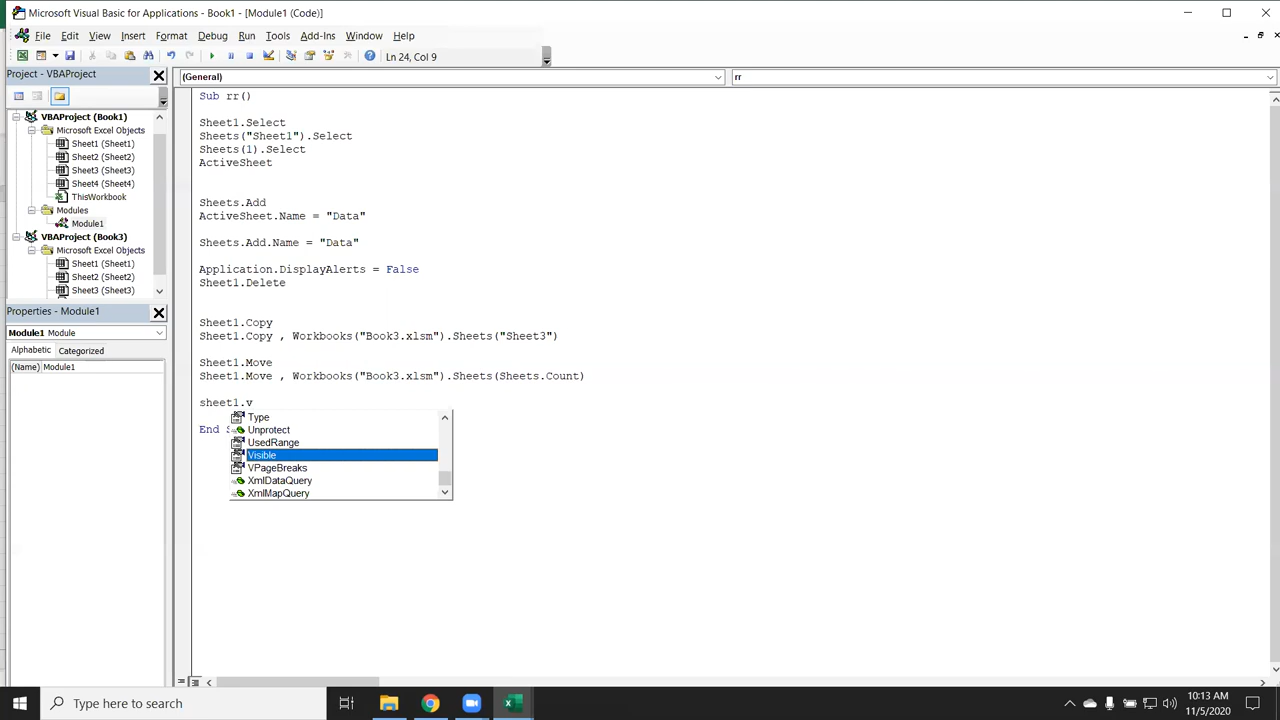 Microsoft Visual Basic for Applications - Book1 - [Module1 (Code)]
File Edit View Insert Format Debug Run Tools Add-Ins Window Help
Ln 24, Col 9
Project - VBAProject
(General)
rr
VBAProject (Book1)
Microsoft Excel Objects
Sheet1 (Sheet1)
Sheet2 (Sheet2)
Sheet3 (Sheet3)
Sheet4 (Sheet4)
ThisWorkbook
Modules
Module1
VBAProject (Book3)
Microsoft Excel Objects
Sheet1 (Sheet1)
Sheet2 (Sheet2)
Sheet3 (Sheet3)
Properties - Module1
Module1 Module
Alphabetic Categorized
(Name) Module1
Sub rr()
Sheet1.Select
Sheets("Sheet1").Select
Sheets(1).Select
ActiveSheet
Sheets.Add
ActiveSheet.Name = "Data"
Sheets.Add.Name = "Data"
Application.DisplayAlerts = False
Sheet1.Delete
Sheet1.Copy
Sheet1.Copy , Workbooks("Book3.xlsm").Sheets("Sheet3")
Sheet1.Move
Sheet1.Move , Workbooks("Book3.xlsm").Sheets(Sheets.Count)
sheet1.v
End S
Type
Unprotect
UsedRange
Visible
VPageBreaks
XmlDataQuery
XmlMapQuery
Type here to search
10:13 AM
11/5/2020